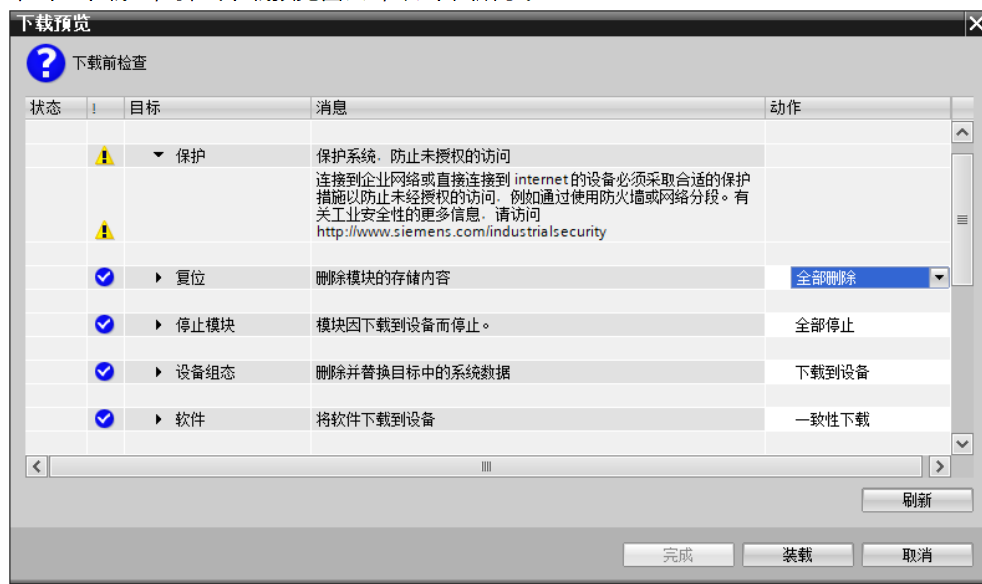 下载预览
下载前检查
状态 ! 目标 消息 动作
保护 保护系统，防止未授权的访问
连接到企业网络或直接连接到 internet 的设备必须采取合适的保护
措施以防止未经授权的访问，例如通过使用防火墙或网络分段。有
关工业安全性的更多信息，请访问
http://www.siemens.com/industrialsecurity
复位 删除模块的存储内容 全部删除
停止模块 模块因下载到设备而停止。 全部停止
设备组态 删除并替换目标中的系统数据 下载到设备
软件 将软件下载到设备 一致性下载
刷新
完成 装载 取消